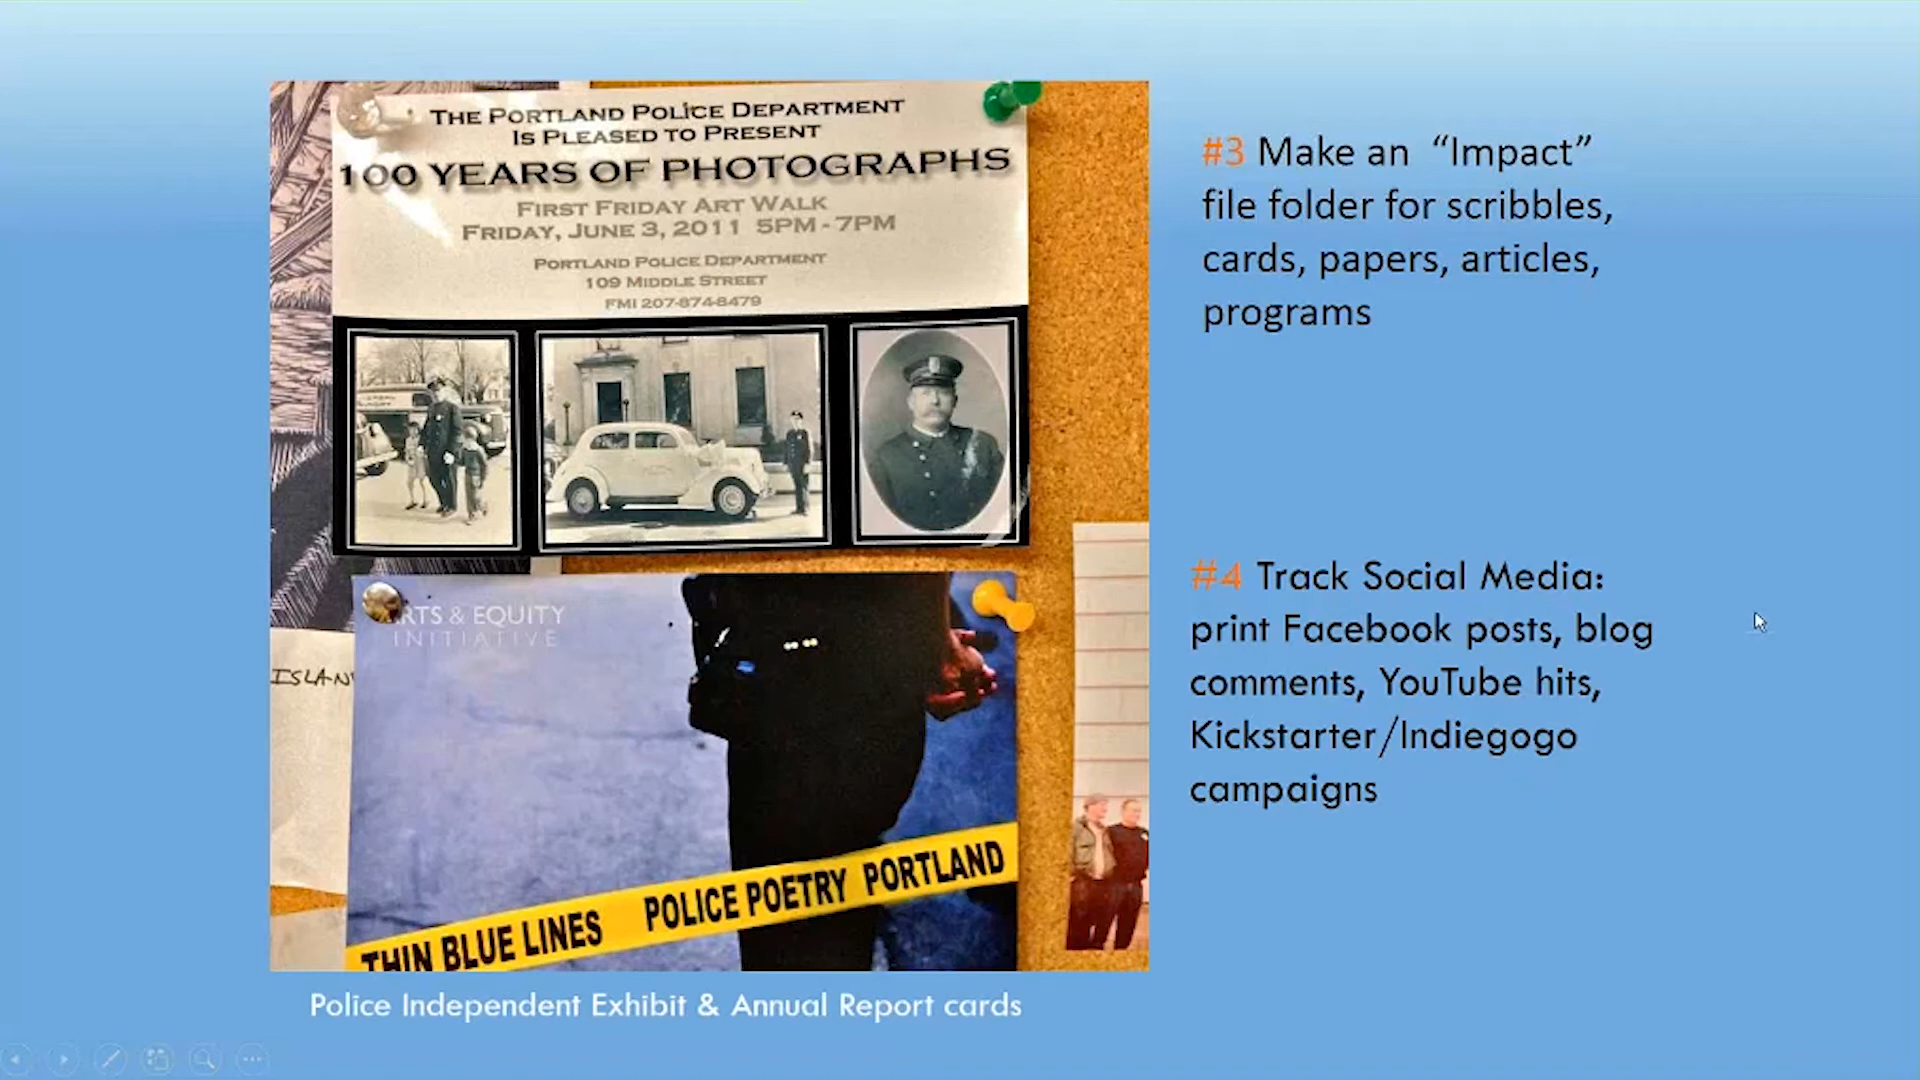 THE PORTLAND POLICE DEPARTMENT
IS PLEASED TO PRESENT
100 YEARS OF PHOTOGRAPHS
FIRST FRIDAY ART WALK
FRIDAY, JUNE 3, 2011 5PM - 7PM
PORTLAND POLICE DEPARTMENT
109 MIDDLE STREET
FMI 207-874-8479
ARTS & EQUITY
INITIATIVE
THIN BLUE LINES POLICE POETRY PORTLAND
Police Independent Exhibit & Annual Report cards
#3 Make an “Impact”
file folder for scribbles,
cards, papers, articles,
programs
#4 Track Social Media:
print Facebook posts, blog
comments, YouTube hits,
Kickstarter/Indiegogo
campaigns